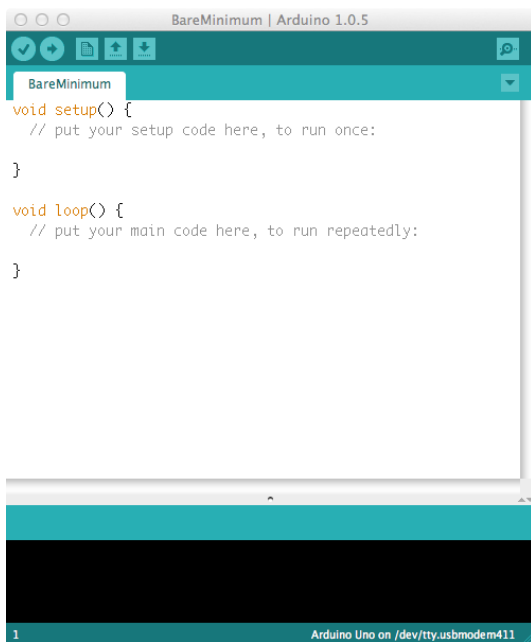 BareMinimum | Arduino 1.0.5
BareMinimum
void setup() {
  // put your setup code here, to run once:
}
void loop() {
  // put your main code here, to run repeatedly:
}
1 Arduino Uno on /dev/tty.usbmodem411